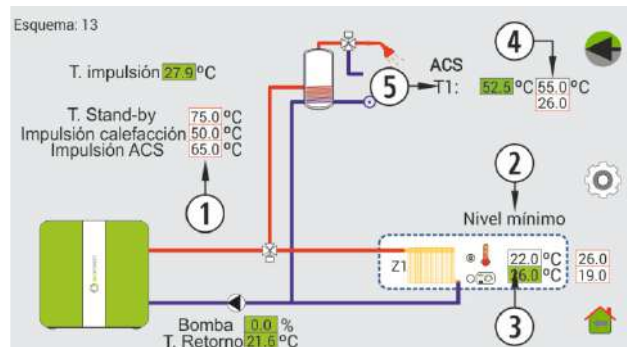 Esquema: 13
T. impulsión 27.9 ºC
T. Stand-by 75.0 ºC
Impulsión calefacción 50.0 ºC
Impulsión ACS 65.0 ºC
1
ACS
4
5 T1: 52.5 ºC 55.0 ºC
26.0
2
Nivel mínimo
Z1 22.0 ºC 26.0
26.0 ºC 19.0
3
Bomba 0.0 %
T. Retorno 21.6 ºC